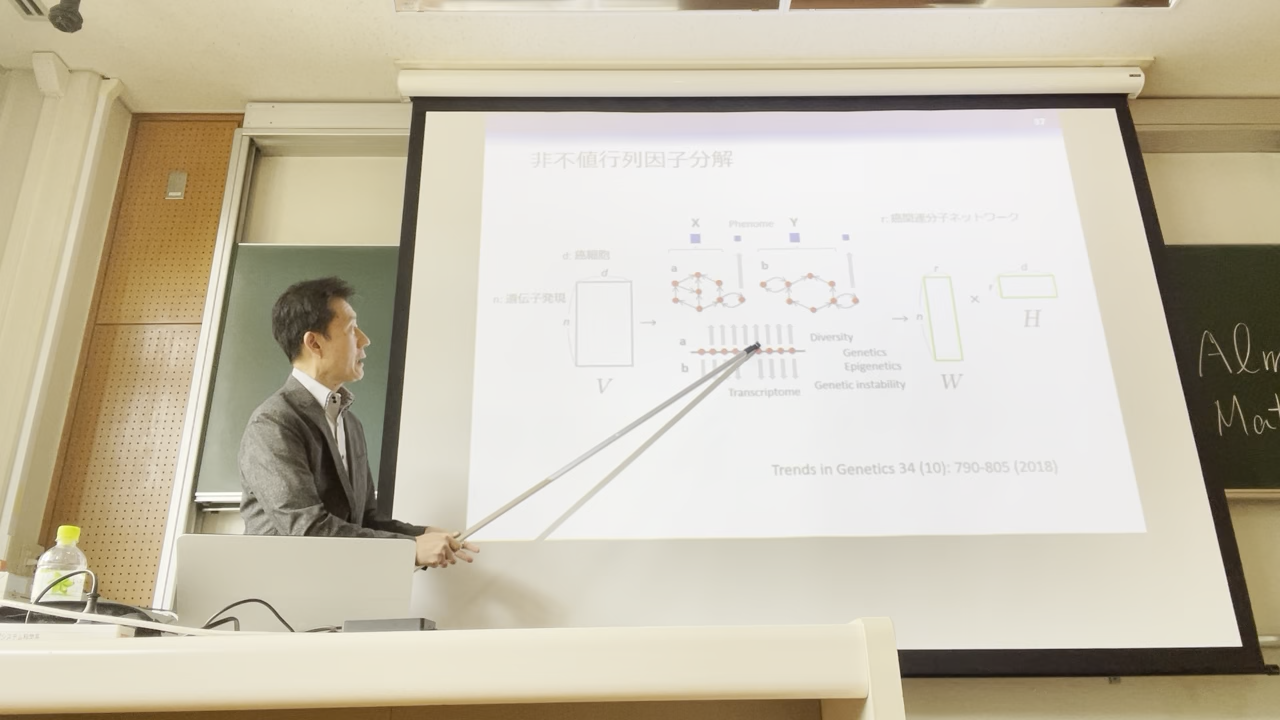 57
非不値行列因子分解
X
Phenome
Y
r: 癌関連分子ネットワーク
d: 癌細胞
d
a
b
r
d
n: 遺伝子発現
r
n
→
→
n
×
H
a
Diversity
Genetics
b
Epigenetics
V
Transcriptome
Genetic instability
W
Trends in Genetics 34 (10): 790-805 (2018)